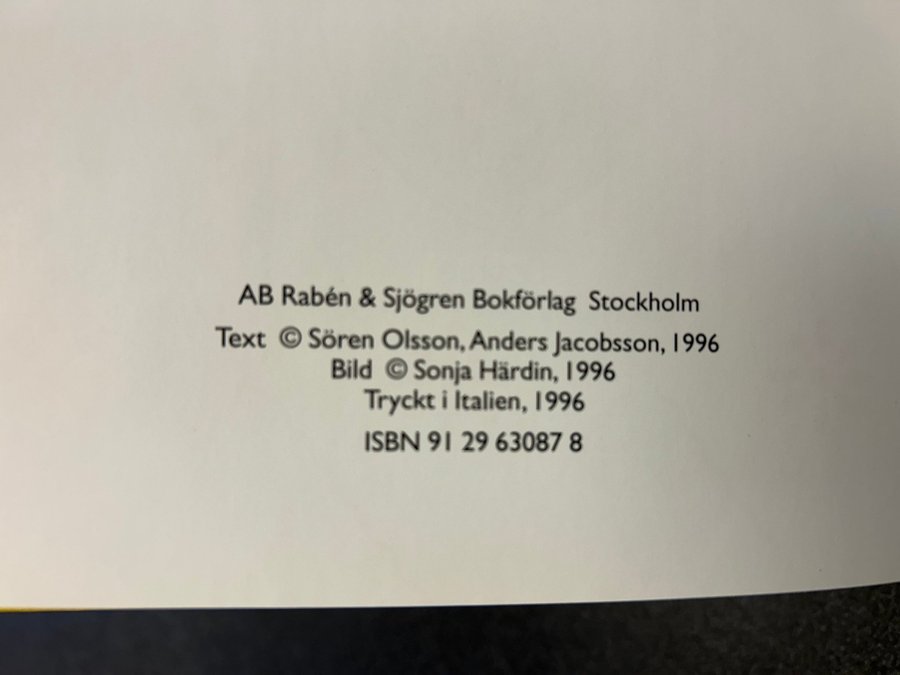 AB Rabén & Sjögren Bokförlag Stockholm
Text © Sören Olsson, Anders Jacobsson, 1996
Bild © Sonja Härdin, 1996
Tryckt i Italien, 1996
ISBN 91 29 63087 8